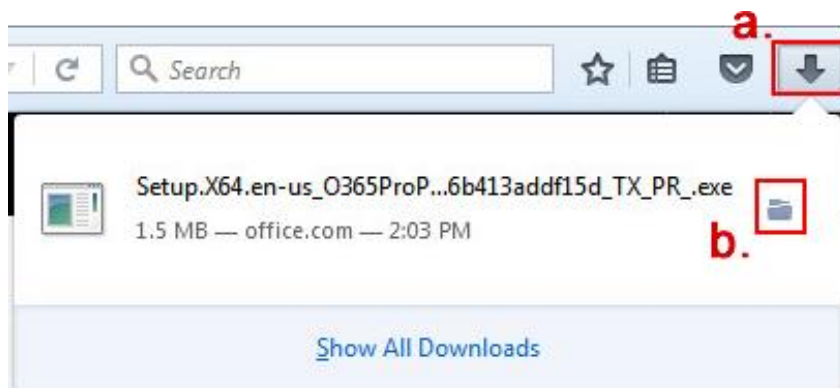 a.
Search
Setup.X64.en-us_O365ProP...6b413addf15d_TX_PR_.exe
1.5 MB — office.com — 2:03 PM
b.
Show All Downloads